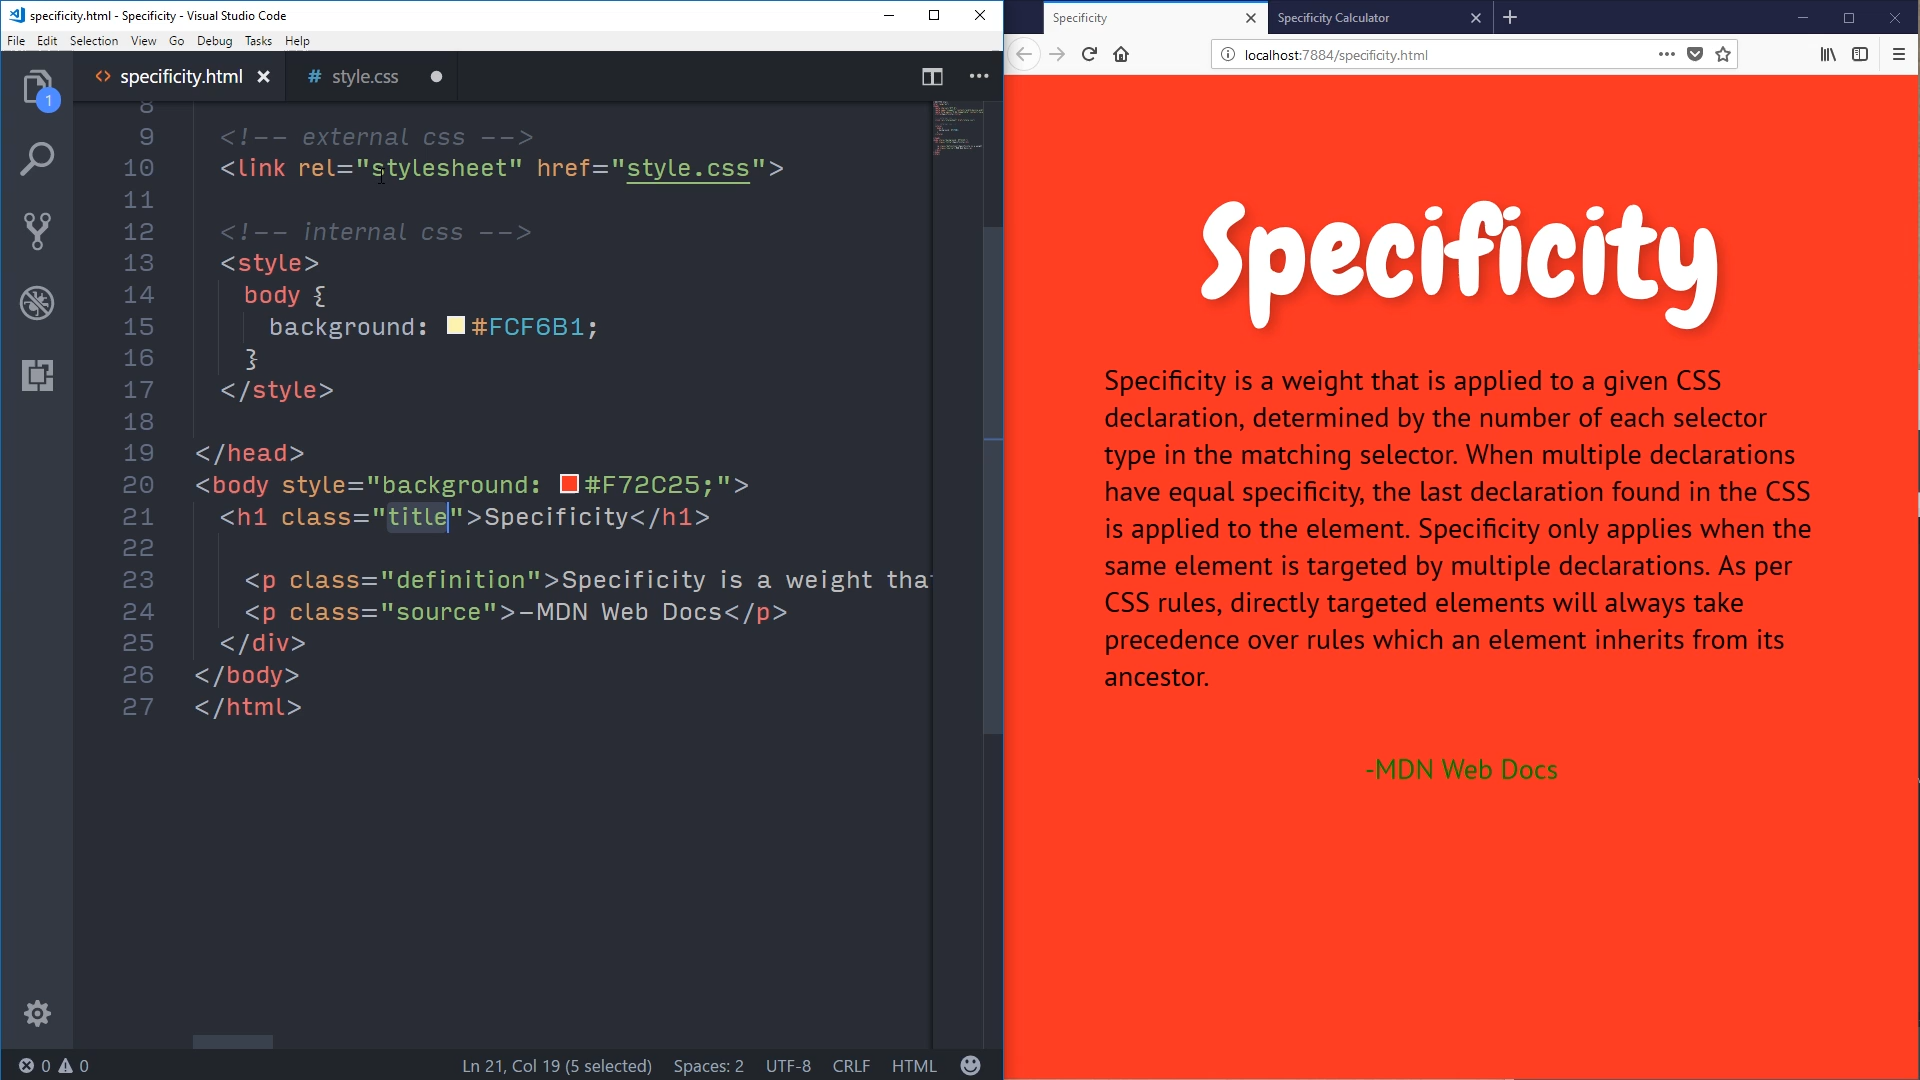 specificity.html - Specificity - Visual Studio Code
File Edit Selection View Go Debug Tasks Help
<> specificity.html × # style.css ●
8
9 <!-- external css -->
10 <link rel="stylesheet" href="style.css">
11
12 <!-- internal css -->
13 <style>
14 body {
15 background: #FCF6B1;
16 }
17 </style>
18
19 </head>
20 <body style="background: #F72C25;">
21 <h1 class="title">Specificity</h1>
22
23 <p class="definition">Specificity is a weight tha
24 <p class="source">-MDN Web Docs</p>
25 </div>
26 </body>
27 </html>
1
0 0 Ln 21, Col 19 (5 selected) Spaces: 2 UTF-8 CRLF HTML
Specificity Specificity Calculator
localhost:7884/specificity.html
Specificity
Specificity is a weight that is applied to a given CSS
declaration, determined by the number of each selector
type in the matching selector. When multiple declarations
have equal specificity, the last declaration found in the CSS
is applied to the element. Specificity only applies when the
same element is targeted by multiple declarations. As per
CSS rules, directly targeted elements will always take
precedence over rules which an element inherits from its
ancestor.
-MDN Web Docs